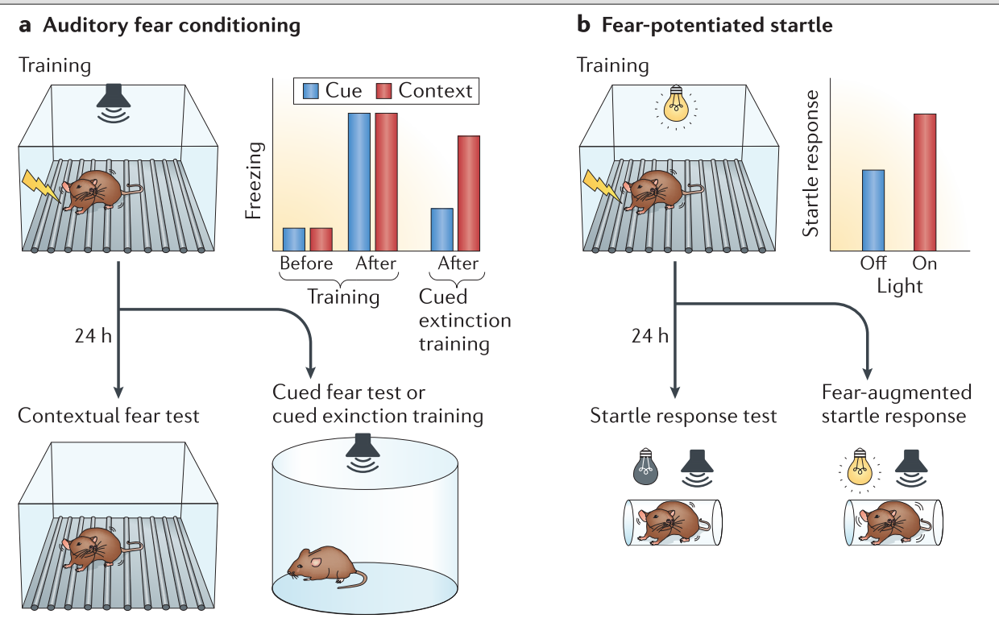 a Auditory fear conditioning
Training
Cue Context
Freezing
Before After After
Training
Cued
extinction
training
24 h
Contextual fear test
Cued fear test or
cued exinction training
b Fear-potentiated startle
Training
Startle response
Off On
Light
24 h
Startle response test
Fear-augmented
startle response